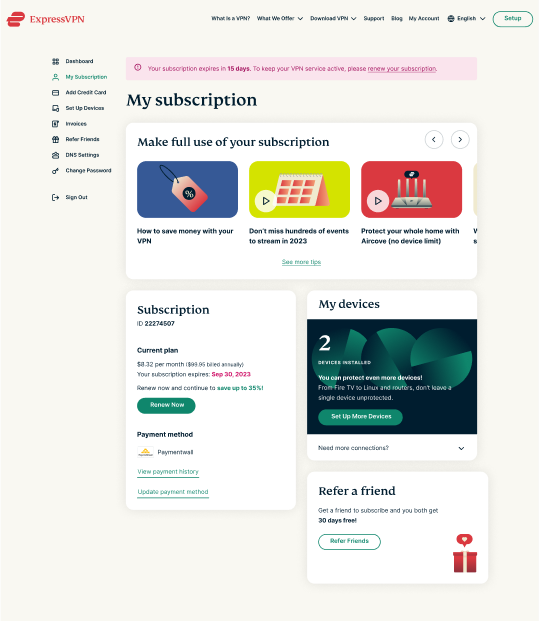 ExpressVPN
What Is a VPN? What We Offer Download VPN Support Blog My Account English Setup
Dashboard
My Subscription
Add Credit Card
Set Up Devices
Invoices
Refer Friends
DNS Settings
Change Password
Sign Out
Your subscription expires in 15 days. To keep your VPN service active, please renew your subscription.
My subscription
Make full use of your subscription
%
How to save money with your
VPN
Don't miss hundreds of events
to stream in 2023
Protect your whole home with
Aircove (no device limit)
See more tips
Subscription
ID 22274507
Current plan
$8.32 per month ($99.95 billed annually)
Your subscription expires: Sep 30, 2023
Renew now and continue to save up to 35%!
Renew Now
Payment method
Paymentwall
View payment history
Update payment method
My devices
2
DEVICES INSTALLED
You can protect even more devices!
From Fire TV to Linux and routers, don't leave a
single device unprotected.
Set Up More Devices
Need more connections?
Refer a friend
Get a friend to subscribe and you both get
30 days free!
Refer Friends